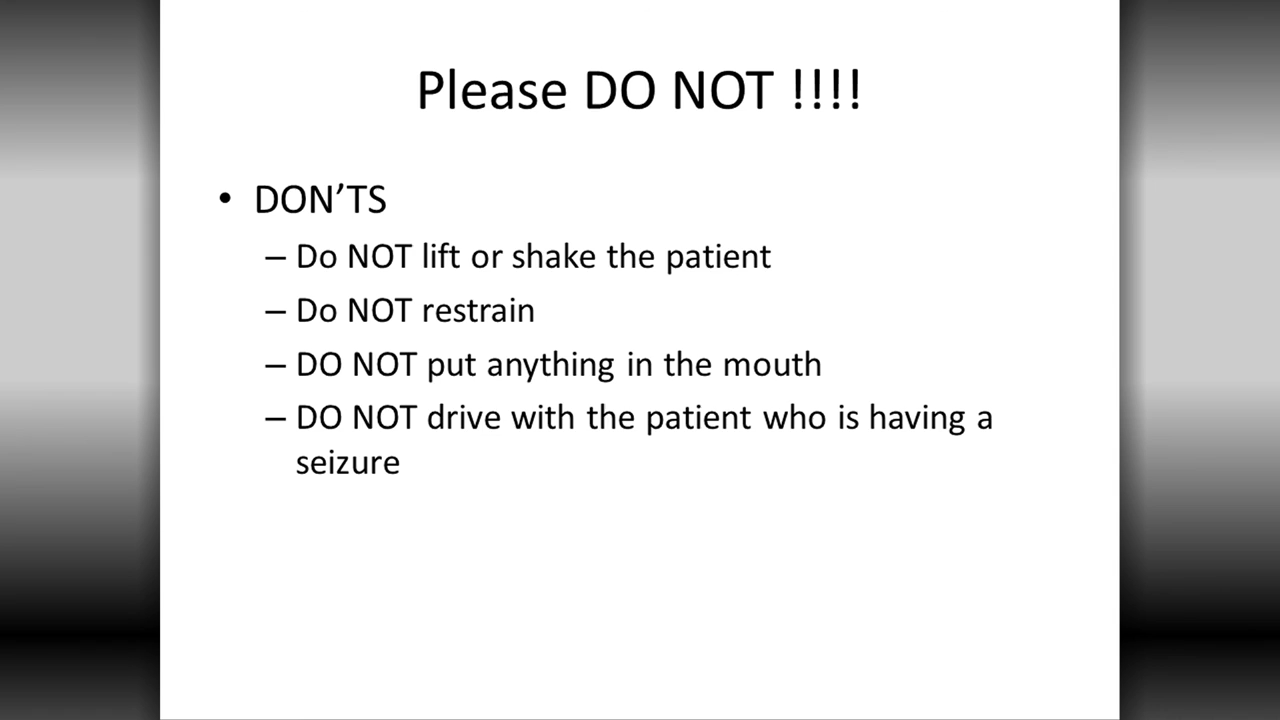 Please DO NOT !!!!
• DON’TS
– Do NOT lift or shake the patient
– Do NOT restrain
– DO NOT put anything in the mouth
– DO NOT drive with the patient who is having a
seizure